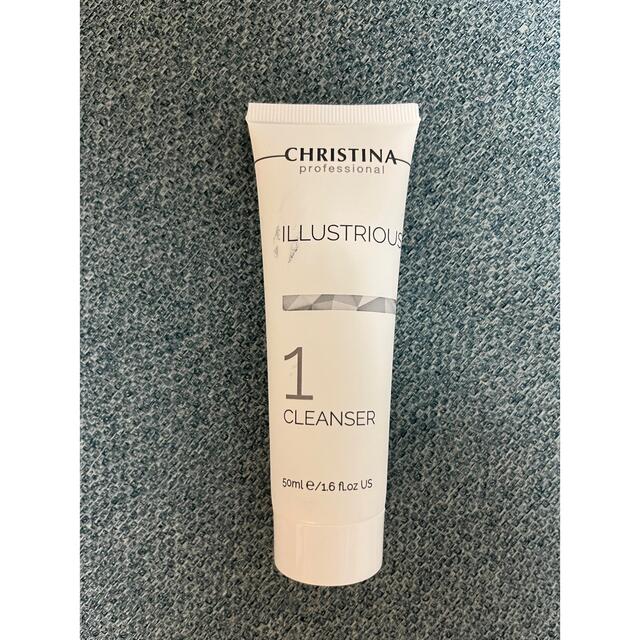 CHRISTINA
professional
ILLUSTRIOUS
1
CLEANSER
50ml ℮/1.6 fl.oz US